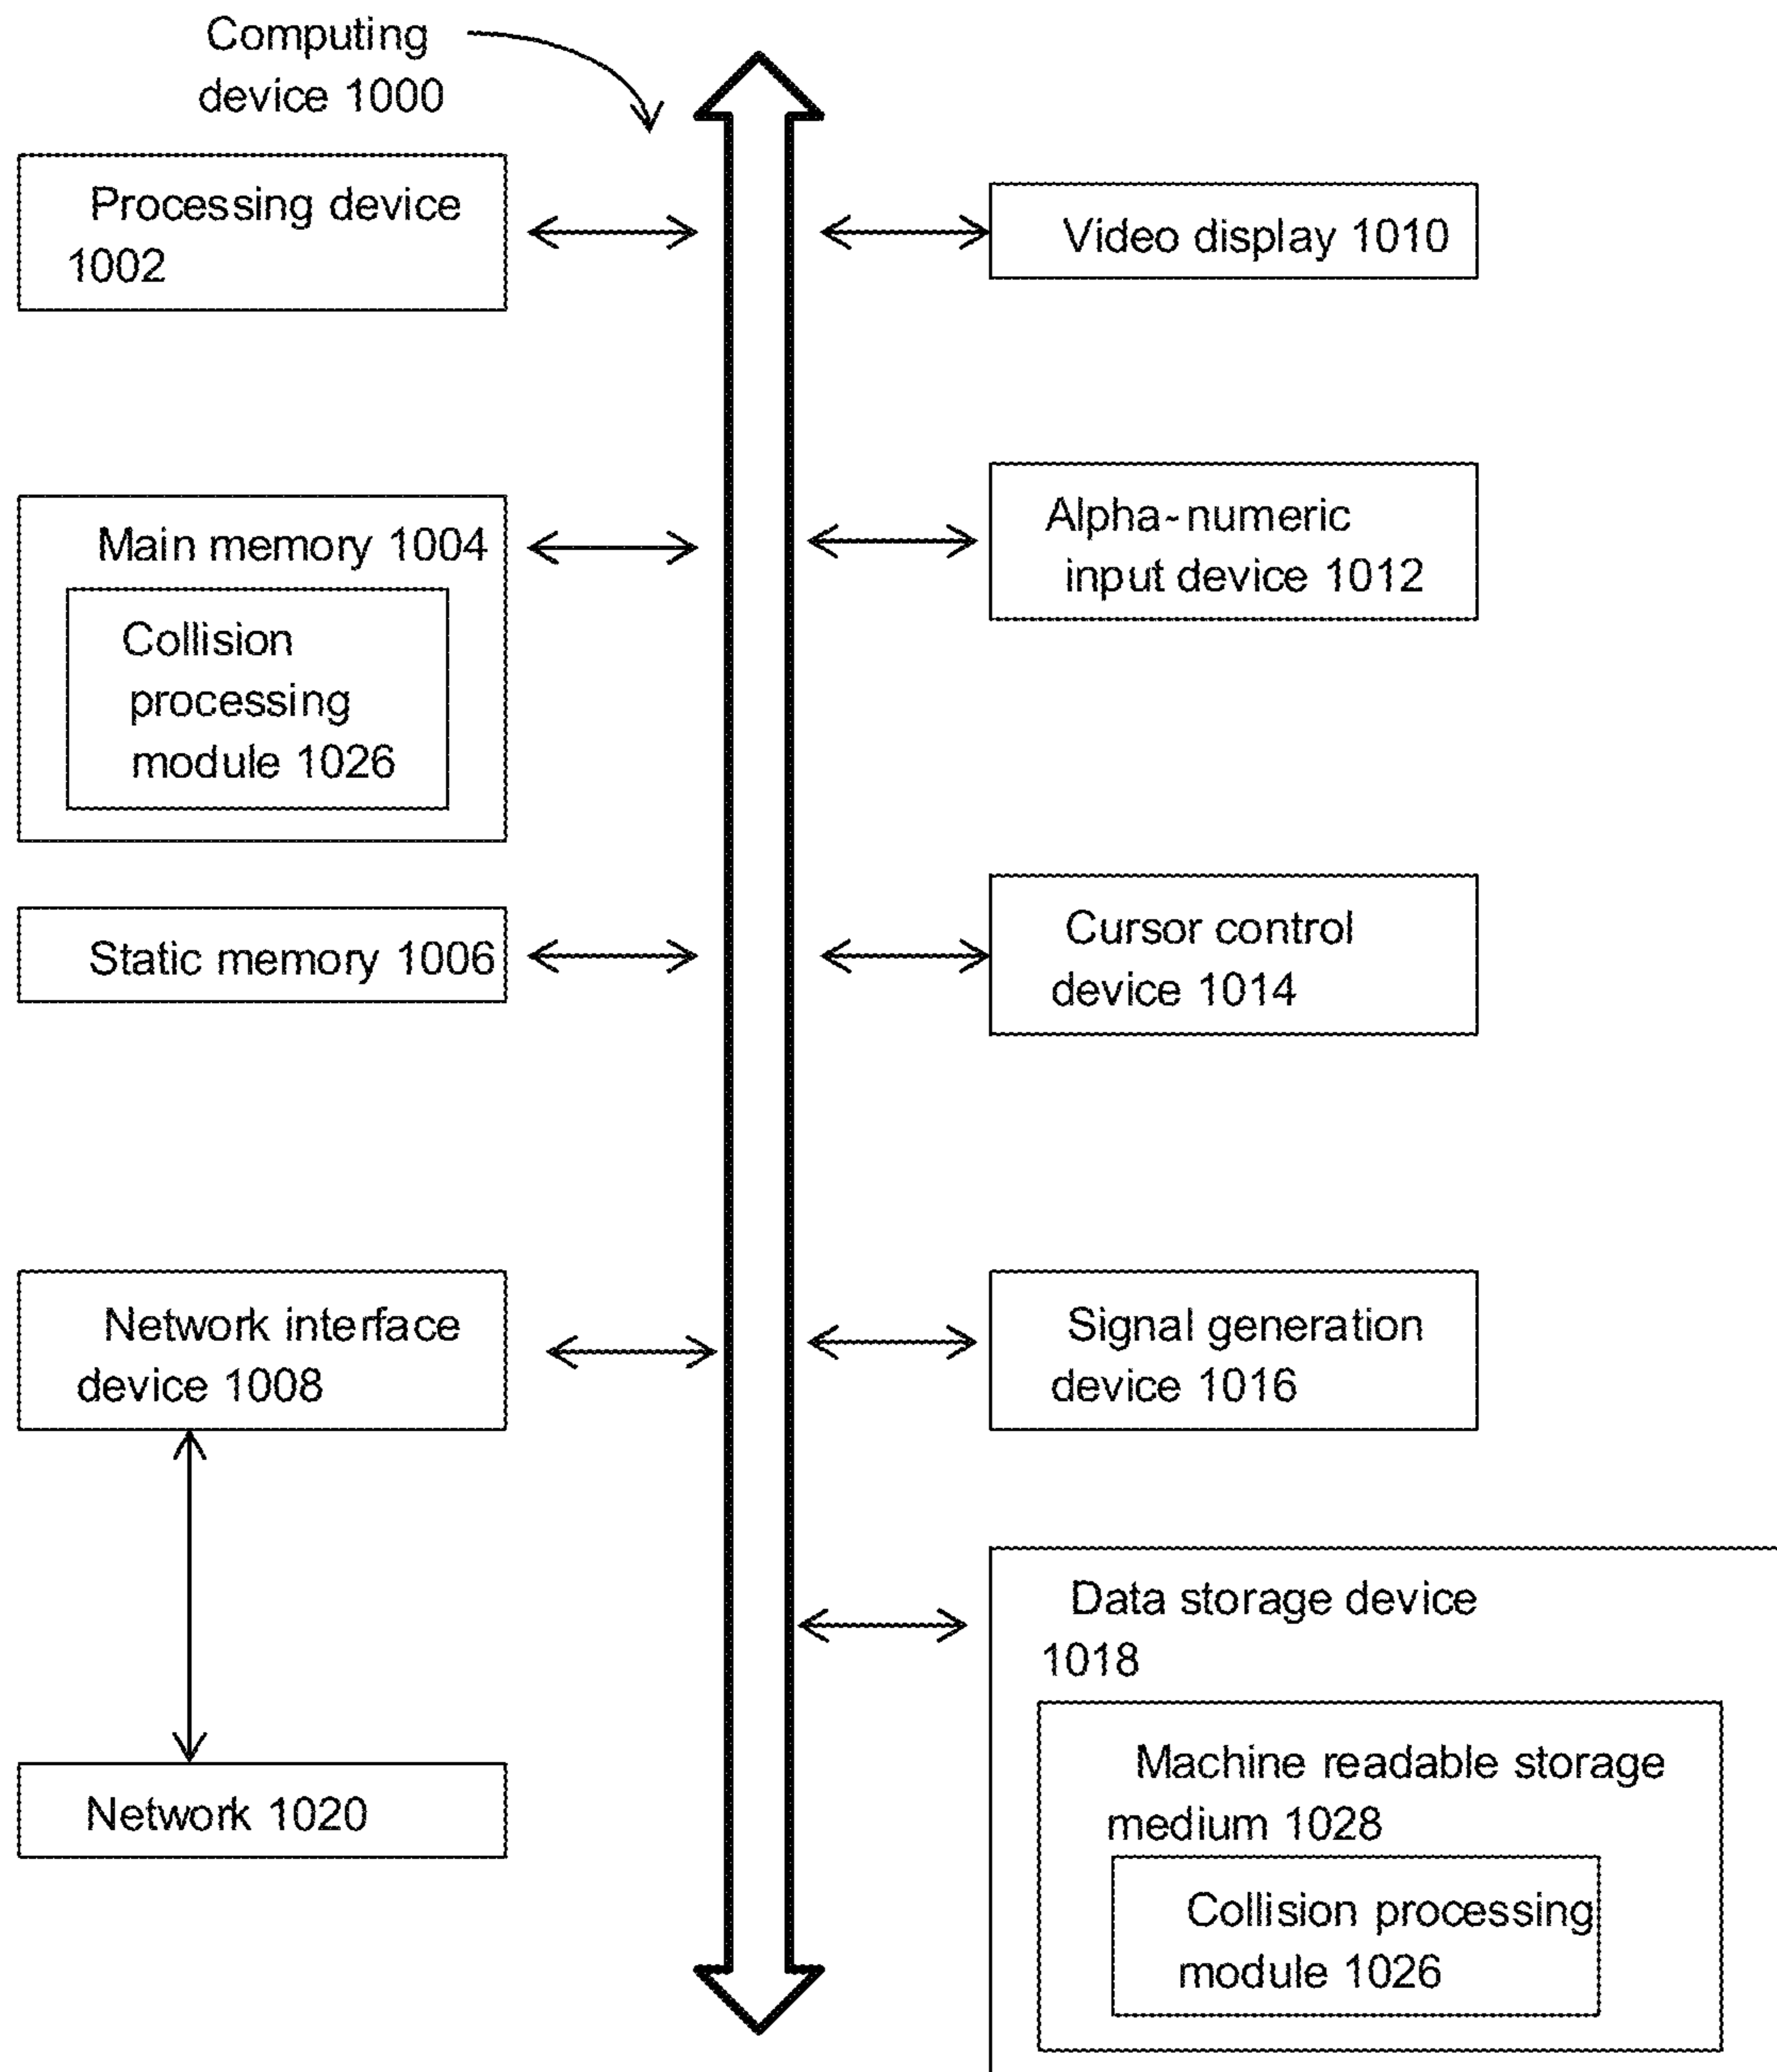 Computing
device 1000
Processing device
1002
Video display 1010
Main memory 1004
Collision
processing
module 1026
Alpha-numeric
input device 1012
Static memory 1006
Cursor control
device 1014
Network interface
device 1008
Signal generation
device 1016
Network 1020
Data storage device
1018
Machine readable storage
medium 1028
Collision processing
module 1026